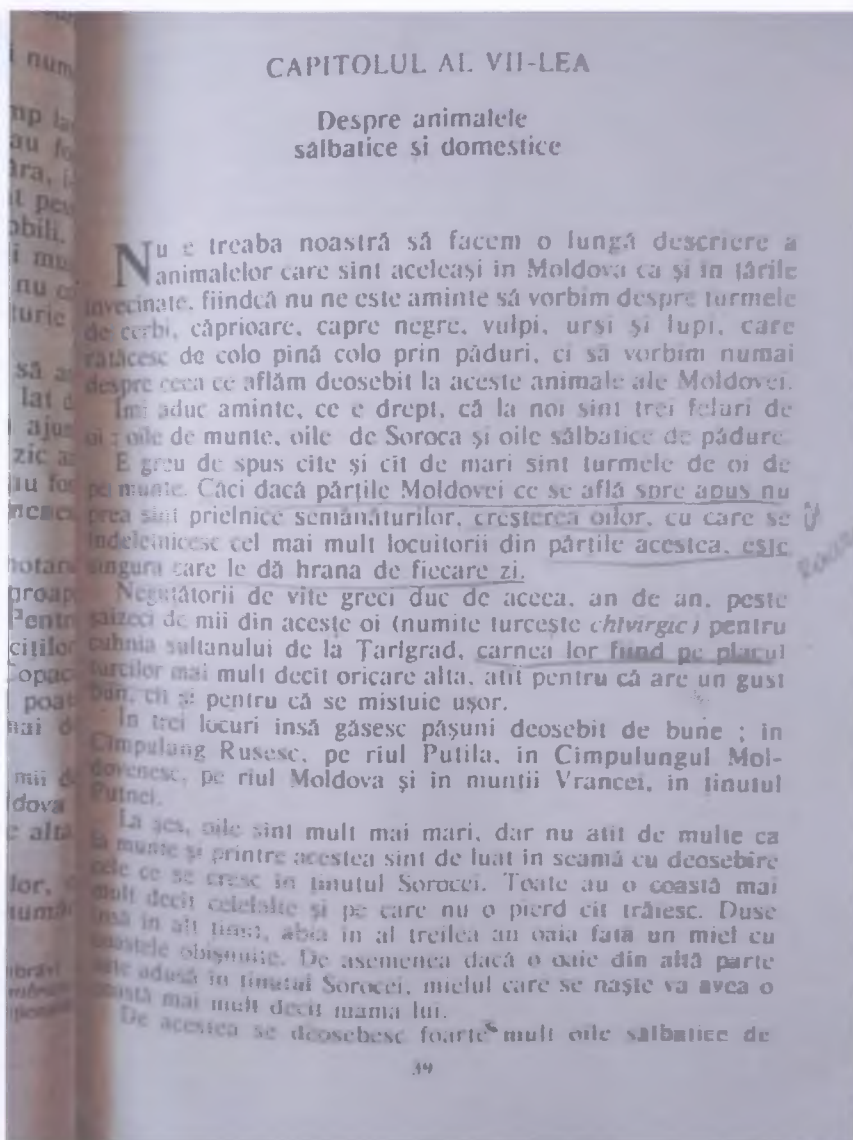 CAPITOLUL AL VII-LEA
Despre animalele
sălbatice și domestice
Nu e treaba noastră să facem o lungă descriere a
animalelor care sînt aceleași în Moldova ca și în țările
învecinate, fiindcă nu ne este aminte să vorbim despre turmele
de cerbi, căprioare, capre negre, vulpi, urși și lupi, care
rătăcesc de colo pînă colo prin păduri, ci să vorbim numai
despre ceea ce aflăm deosebit la aceste animale ale Moldovei.
Îmi aduc aminte, ce e drept, că la noi sînt trei feluri de
oi : oile de munte, oile de Soroca și oile sălbatice de pădure.
E greu de spus cîte și cît de mari sînt turmele de oi de
pe munte. Căci dacă părțile Moldovei ce se află spre apus nu
prea sînt prielnice semănăturilor, creșterea oilor, cu care se
îndeletnicesc cel mai mult locuitorii din părțile acestea, este
singura care le dă hrana de fiecare zi.
Negutătorii de vite greci duc de aceea, an de an, peste
șaizeci de mii din aceste oi (numite turcește chivirgic) pentru
cuhnia sultanului de la Țarigrad, carnea lor fiind pe placul
turcilor mai mult decît oricare alta, atît pentru că are un gust
bun, cît și pentru că se mistuie ușor.
În trei locuri însă găsesc pășuni deosebit de bune ; în
Cîmpulung Rusesc, pe rîul Putila, în Cîmpulungul Mol-
dovenesc, pe rîul Moldova și în munții Vrancei, în ținutul
Putnei.
La șes, oile sînt mult mai mari, dar nu atît de multe ca
la munte și printre acestea sînt de luat în seamă cu deosebire
cele ce se cresc în ținutul Sorocei. Toate au o coastă mai
mult decît celelalte și pe care nu o pierd cît trăiesc. Duse
însă în alt ținut, abia în al treilea an oaia fată un miel cu
coastele obișnuite. De asemenea dacă o oaie din altă parte
este adusă în ținutul Sorocei, mielul care se naște va avea o
coastă mai mult decît mama lui.
De acestea se deosebesc foarte mult oile sălbatice de
39